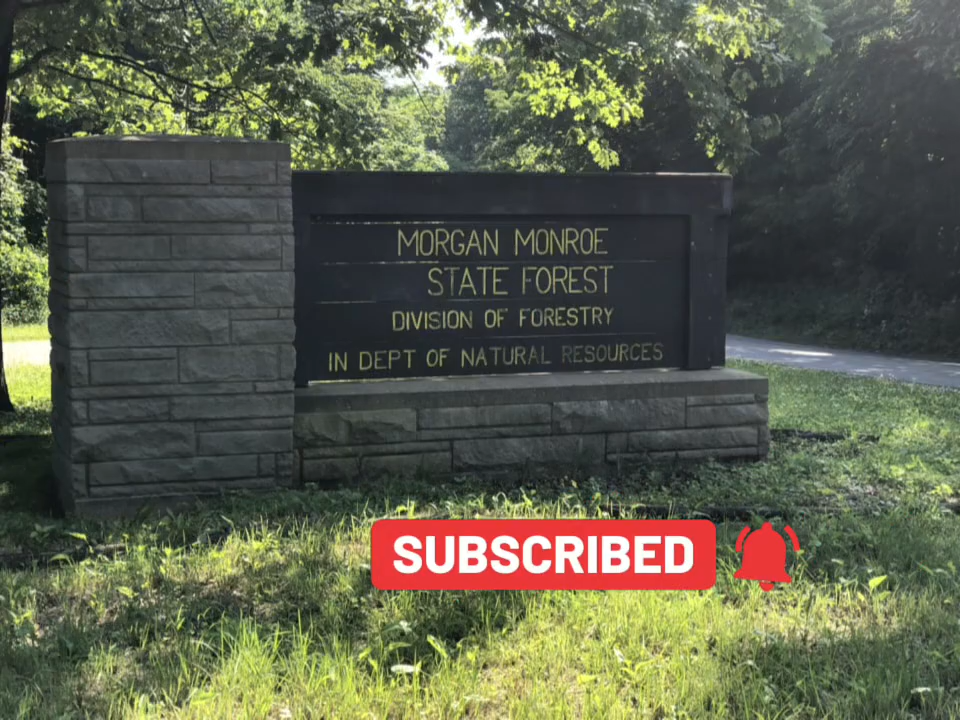 MORGAN MONROE
STATE FOREST
DIVISION OF FORESTRY
IN DEPT OF NATURAL RESOURCES
SUBSCRIBED